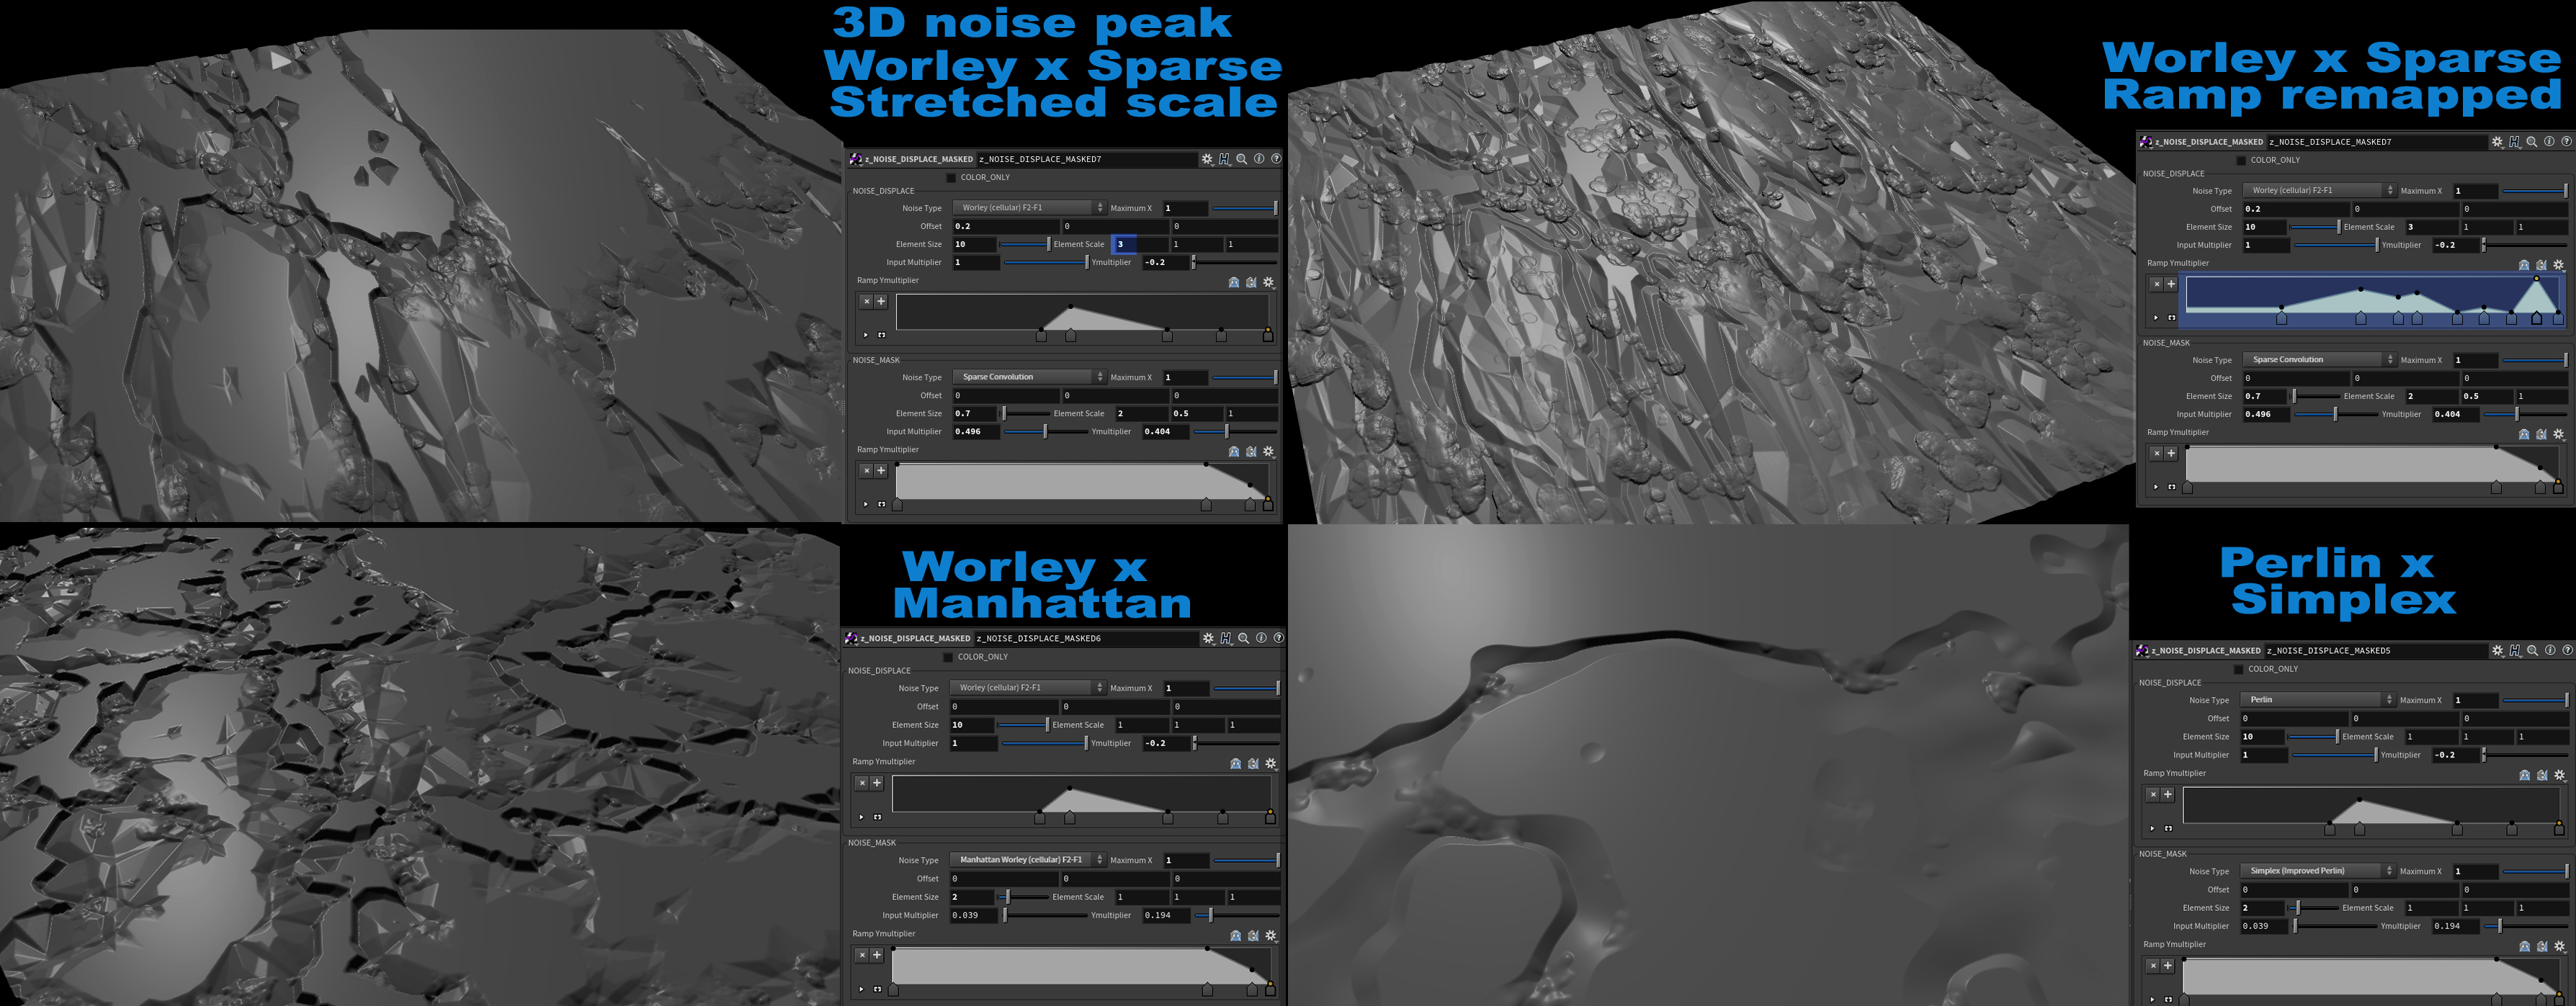 3D noise peak
Worley x Sparse
Stretched scale
z_NOISE_DISPLACE_MASKED z_NOISE_DISPLACE_MASKED7
COLOR_ONLY
NOISE_DISPLACE
Noise Type Worley (cellular) F2-F1 Maximum X 1
Offset 0.2 0 0
Element Size 10 Element Scale 3 1 1
Input Multiplier 1 Ymultiplier -0.2
Ramp Ymultiplier
NOISE_MASK
Noise Type Sparse Convolution Maximum X 1
Offset 0 0 0
Element Size 0.7 Element Scale 2 0.5 1
Input Multiplier 0.496 Ymultiplier 0.404
Ramp Ymultiplier
Worley x Sparse
Ramp remapped
z_NOISE_DISPLACE_MASKED z_NOISE_DISPLACE_MASKED7
COLOR_ONLY
NOISE_DISPLACE
Noise Type Worley (cellular) F2-F1 Maximum X 1
Offset 0.2 0 0
Element Size 10 Element Scale 3 1 1
Input Multiplier 1 Ymultiplier -0.2
Ramp Ymultiplier
NOISE_MASK
Noise Type Sparse Convolution Maximum X 1
Offset 0 0 0
Element Size 0.7 Element Scale 2 0.5 1
Input Multiplier 0.496 Ymultiplier 0.404
Ramp Ymultiplier
Worley x
Manhattan
z_NOISE_DISPLACE_MASKED z_NOISE_DISPLACE_MASKED6
COLOR_ONLY
NOISE_DISPLACE
Noise Type Worley (cellular) F2-F1 Maximum X 1
Offset 0 0 0
Element Size 10 Element Scale 1 1 1
Input Multiplier 1 Ymultiplier -0.2
Ramp Ymultiplier
NOISE_MASK
Noise Type Manhattan Worley (cellular) F2-F1 Maximum X 1
Offset 0 0 0
Element Size 2 Element Scale 1 1 1
Input Multiplier 0.039 Ymultiplier 0.194
Ramp Ymultiplier
Perlin x
Simplex
z_NOISE_DISPLACE_MASKED z_NOISE_DISPLACE_MASKED5
COLOR_ONLY
NOISE_DISPLACE
Noise Type Perlin Maximum X 1
Offset 0 0 0
Element Size 10 Element Scale 1 1 1
Input Multiplier 1 Ymultiplier -0.2
Ramp Ymultiplier
NOISE_MASK
Noise Type Simplex (Improved Perlin) Maximum X 1
Offset 0 0 0
Element Size 2 Element Scale 1 1 1
Input Multiplier 0.039 Ymultiplier 0.194
Ramp Ymultiplier